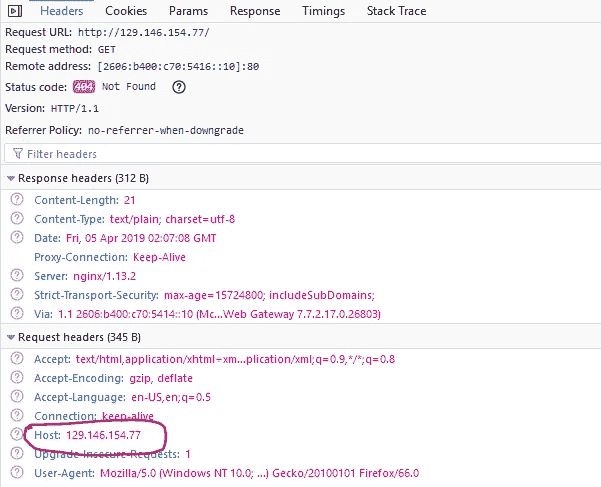 Headers Cookies Params Response Timings Stack Trace
Request URL: http://129.146.154.77/
Request method: GET
Remote address: [2606:b400:c70:5416::10]:80
Status code: 404 Not Found ?
Version: HTTP/1.1
Referrer Policy: no-referrer-when-downgrade
Filter headers
Response headers (312 B)
? Content-Length: 21
? Content-Type: text/plain; charset=utf-8
? Date: Fri, 05 Apr 2019 02:07:08 GMT
Proxy-Connection: Keep-Alive
? Server: nginx/1.13.2
? Strict-Transport-Security: max-age=15724800; includeSubDomains;
? Via: 1.1 2606:b400:c70:5414::10 (Mc...Web Gateway 7.7.2.17.0.26803)
Request headers (345 B)
? Accept: text/html,application/xhtml+xm...plication/xml;q=0.9,*/*;q=0.8
? Accept-Encoding: gzip, deflate
? Accept-Language: en-US,en;q=0.5
? Connection: keep-alive
? Host: 129.146.154.77
? Upgrade-Insecure-Requests: 1
? User-Agent: Mozilla/5.0 (Windows NT 10.0; ...) Gecko/20100101 Firefox/66.0